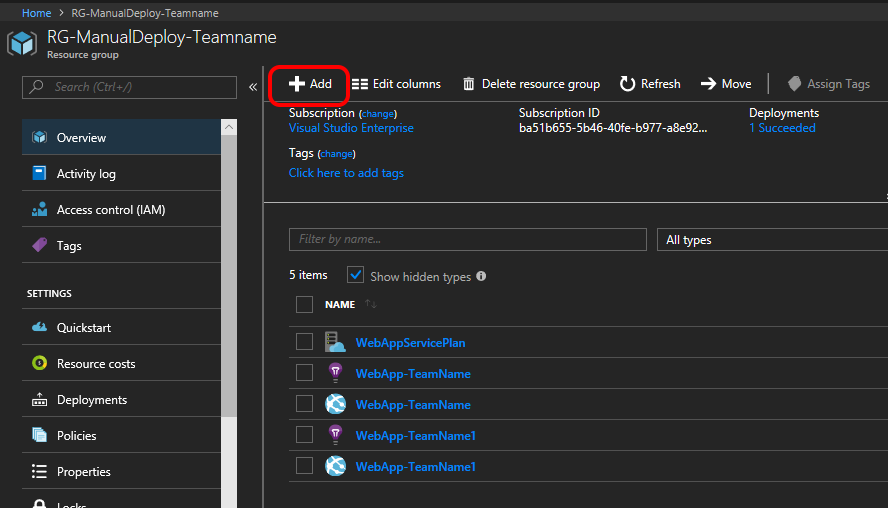 Home > RG-ManualDeploy-Teamname
RG-ManualDeploy-Teamname
Resource group
Search (Ctrl+/)
Overview
Activity log
Access control (IAM)
Tags
SETTINGS
Quickstart
Resource costs
Deployments
Policies
Properties
Locks
Add Edit columns Delete resource group Refresh Move Assign Tags
Subscription (change) Subscription ID Deployments
Visual Studio Enterprise ba51b655-5b46-40fe-b977-a8e92... 1 Succeeded
Tags (change)
Click here to add tags
Filter by name... All types
5 items Show hidden types
NAME
WebAppServicePlan
WebApp-TeamName
WebApp-TeamName
WebApp-TeamName1
WebApp-TeamName1